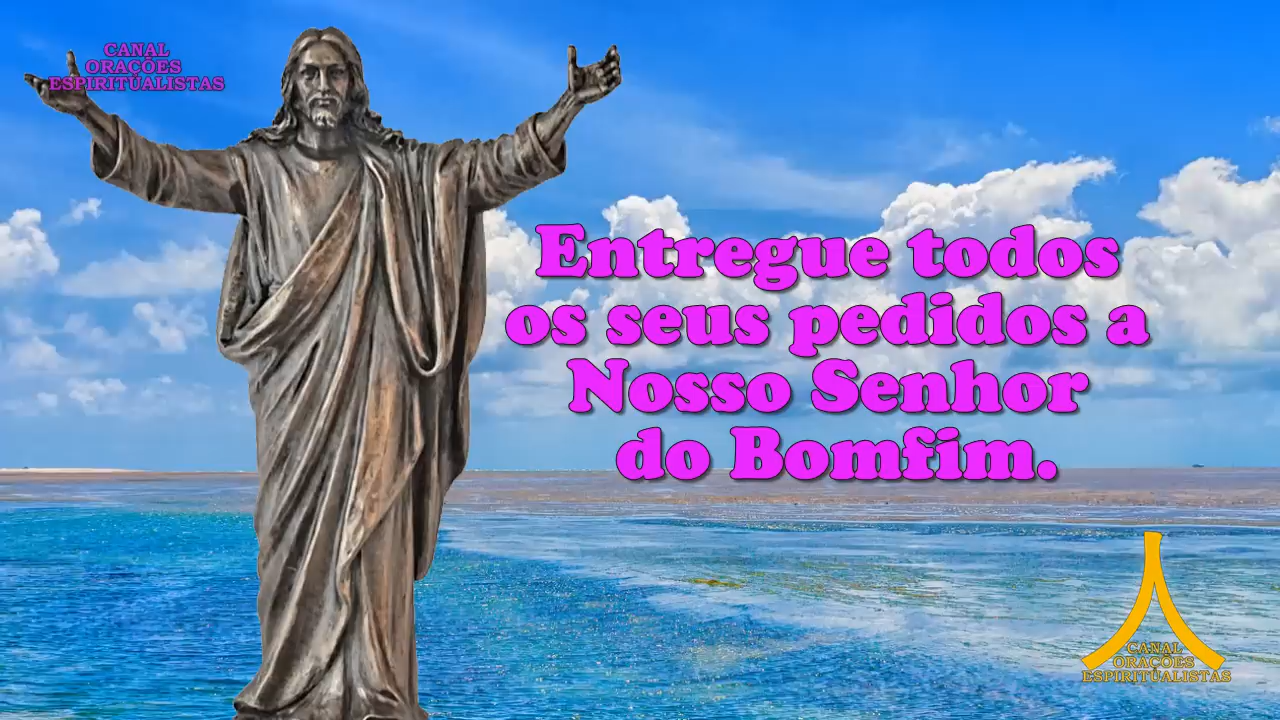 CANAL
ORAÇÕES
ESPIRITUALISTAS
Entregue todos
os seus pedidos a
Nosso Senhor
do Bomfim.
CANAL
ORAÇÕES
ESPIRITUALISTAS